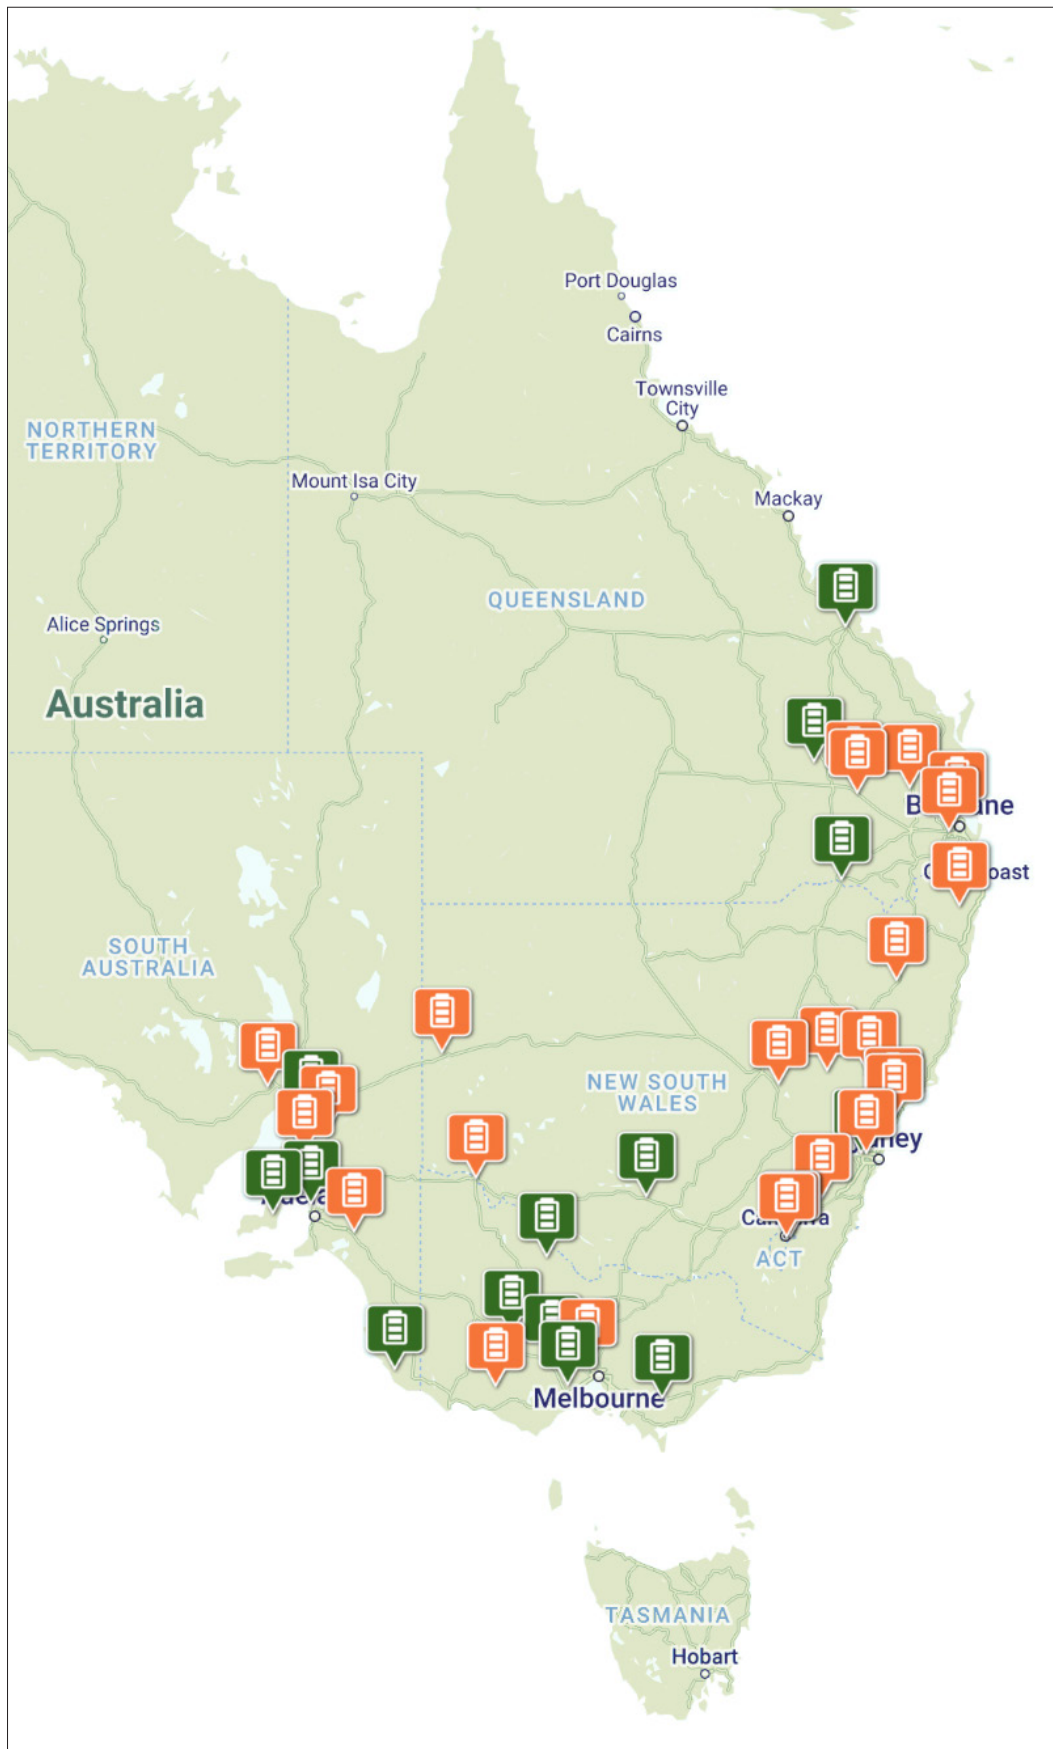 Port Douglas
Cairns
Townsville
City
NORTHERN
TERRITORY
Mount Isa City
Mackay
QUEENSLAND
Alice Springs
Australia
SOUTH
AUSTRALIA
NEW SOUTH
WALES
ACT
Melbourne
TASMANIA
Hobart